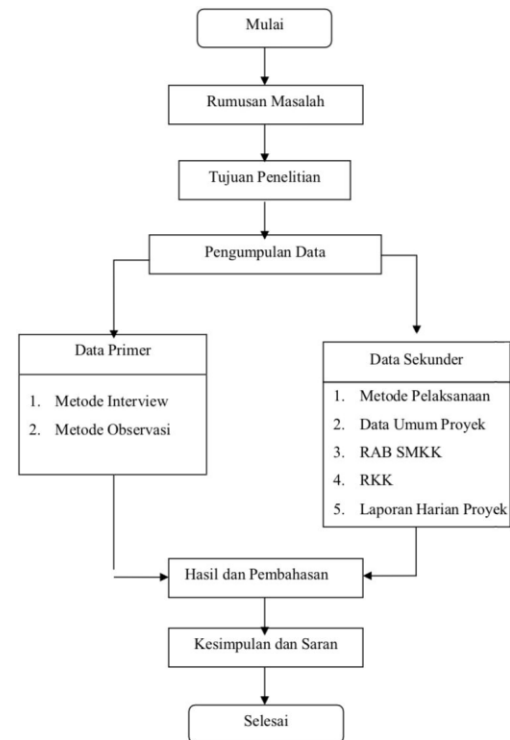 Mulai
Rumusan Masalah
Tujuan Penelitian
Pengumpulan Data
Data Primer
1. Metode Interview
2. Metode Observasi
Data Sekunder
1. Metode Pelaksanaan
2. Data Umum Proyek
3. RAB SMKK
4. RKK
5. Laporan Harian Proyek
Hasil dan Pembahasan
Kesimpulan dan Saran
Selesai